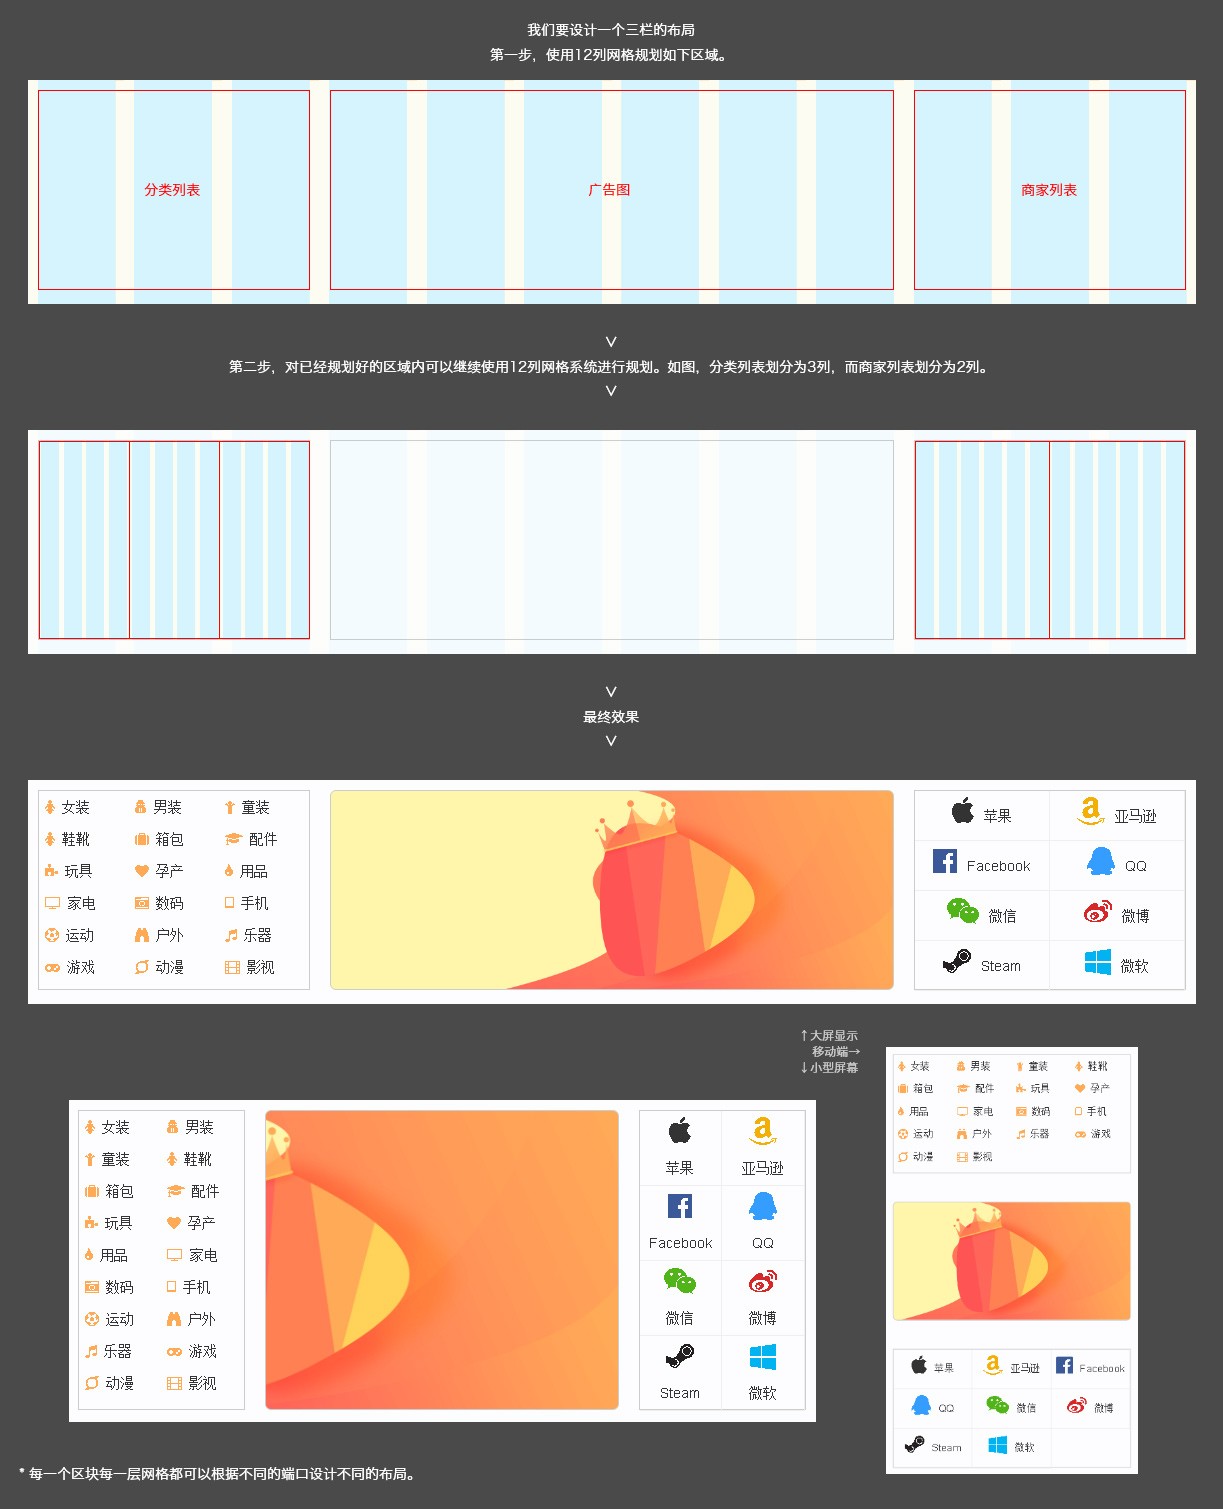 我们要设计一个三栏的布局
第一步，使用12列网格规划如下区域。
分类列表 广告图 商家列表
第二步，对已经规划好的区域内可以继续使用12列网格系统进行规划。如图，分类列表划分为3列，而商家列表划分为2列。
最终效果
女装 男装 童装
鞋靴 箱包 配件
玩具 孕产 用品
家电 数码 手机
运动 户外 乐器
游戏 动漫 影视
苹果 亚马逊
Facebook QQ
微信 微博
Steam 微软
↑大屏显示
移动端→
↓小型屏幕
女装 男装
童装 鞋靴
箱包 配件
玩具 孕产
用品 家电
数码 手机
运动 户外
乐器 游戏
动漫 影视
苹果 亚马逊
Facebook QQ
微信 微博
Steam 微软
女装 男装 童装 鞋靴
箱包 配件 玩具 孕产
用品 家电 数码 手机
运动 户外 乐器 游戏
动漫 影视
苹果 亚马逊 Facebook
QQ 微信 微博
Steam 微软
* 每一个区块每一层网格都可以根据不同的端口设计不同的布局。